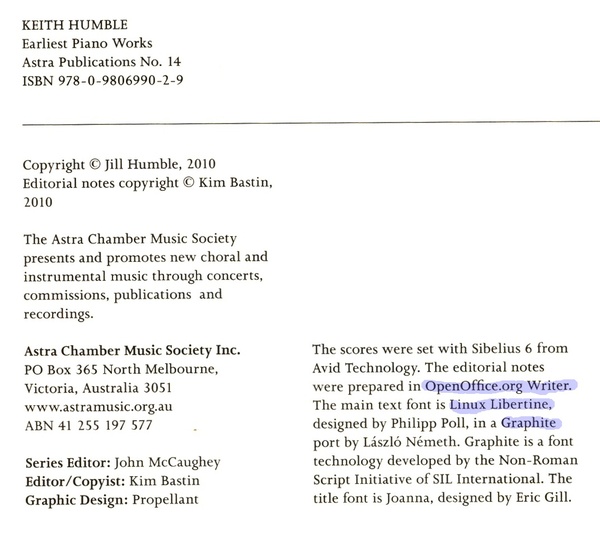 KEITH HUMBLE
Earliest Piano Works
Astra Publications No. 14
ISBN 978-0-9806990-2-9
Copyright © Jill Humble, 2010
Editorial notes copyright © Kim Bastin,
2010
The Astra Chamber Music Society
presents and promotes new choral and
instrumental music through concerts,
commissions, publications and
recordings.
Astra Chamber Music Society Inc.
PO Box 365 North Melbourne,
Victoria, Australia 3051
www.astramusic.org.au
ABN 41 255 197 577
Series Editor: John McCaughey
Editor/Copyist: Kim Bastin
Graphic Design: Propellant
The scores were set with Sibelius 6 from
Avid Technology. The editorial notes
were prepared in OpenOffice.org Writer.
The main text font is Linux Libertine,
designed by Philipp Poll, in a Graphite
port by László Németh. Graphite is a font
technology developed by the Non-Roman
Script Initiative of SIL International. The
title font is Joanna, designed by Eric Gill.